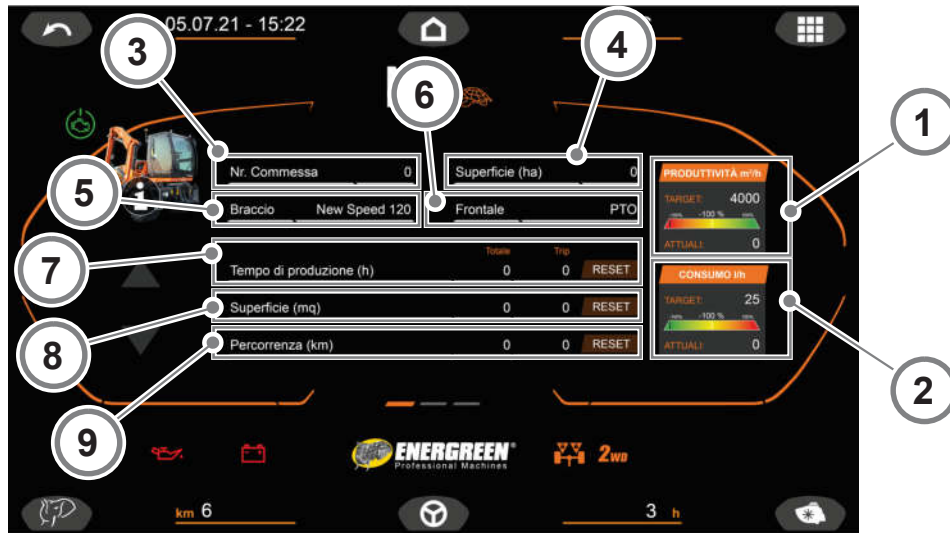 05.07.21 - 15:22
3
4
6
1
Nr. Commessa 0
Superficie (ha) 0
PRODUTTIVITÀ m²/h
5
Braccio New Speed 120
Frontale PTO
TARGET: 4000
-100 %
ATTUALI: 0
7
Totale Trip
Tempo di produzione (h) 0 0 RESET
CONSUMO l/h
8
Superficie (mq) 0 0 RESET
TARGET: 25
-100 %
9
Percorrenza (km) 0 0 RESET
ATTUALI: 0
2
ENERGREEN®
Professional Machines
2WD
km 6
3 h